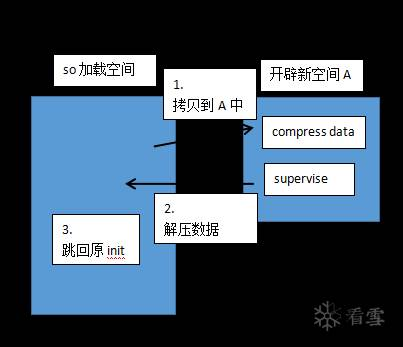 so 加载空间
开辟新空间 A
1.
拷贝到 A 中
compress data
supervise
2.
解压数据
3.
跳回原 init
看雪